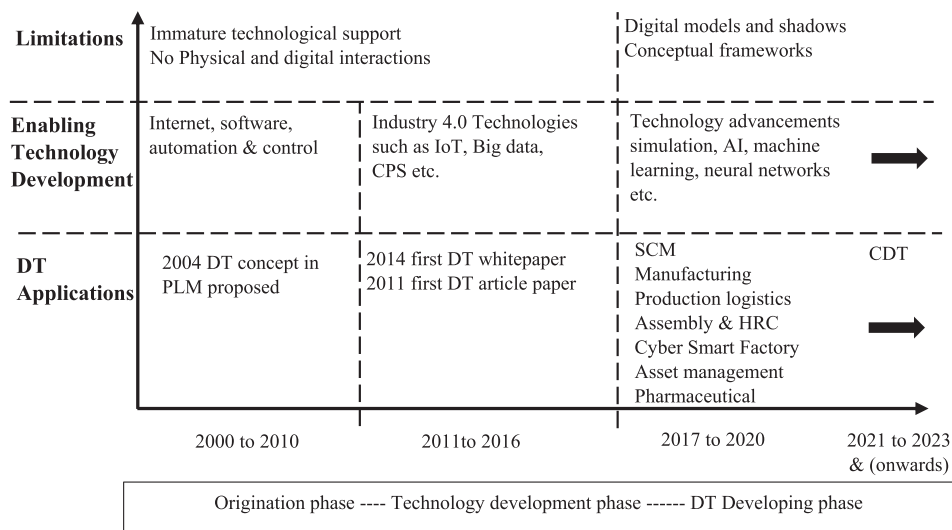 Limitations
Immature technological support
No Physical and digital interactions
Digital models and shadows
Conceptual frameworks
Enabling
Technology
Development
Internet, software,
automation & control
Industry 4.0 Technologies
such as IoT, Big data,
CPS etc.
Technology advancements
simulation, AI, machine
learning, neural networks
etc.
DT
Applications
2004 DT concept in
PLM proposed
2014 first DT whitepaper
2011 first DT article paper
SCM
Manufacturing
Production logistics
Assembly & HRC
Cyber Smart Factory
Asset management
Pharmaceutical
CDT
2000 to 2010
2011to 2016
2017 to 2020
2021 to 2023
& (onwards)
Origination phase ---- Technology development phase ------ DT Developing phase